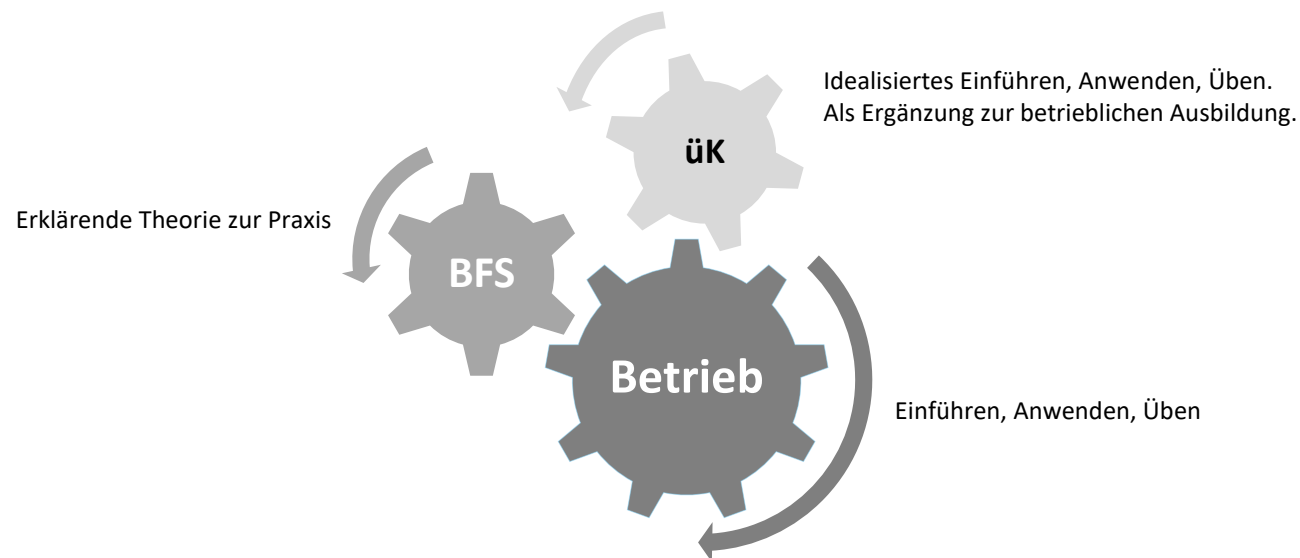 Idealisiertes Einführen, Anwenden, Üben.
Als Ergänzung zur betrieblichen Ausbildung.
üK
Erklärende Theorie zur Praxis
BFS
Betrieb
Einführen, Anwenden, Üben